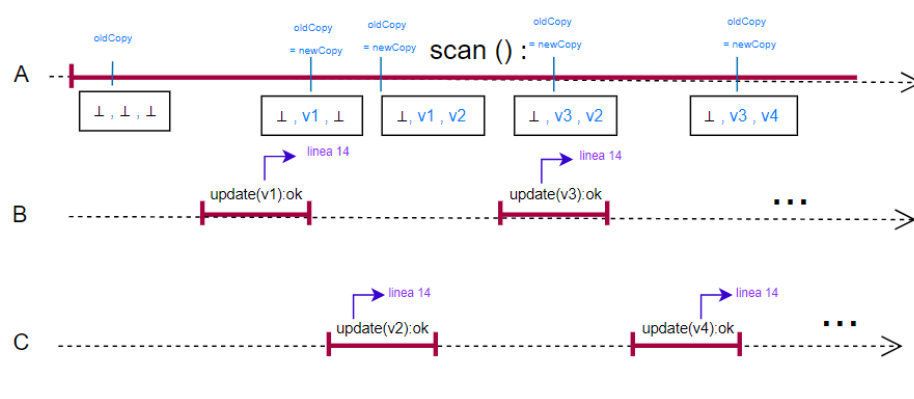 oldCopy
oldCopy
= newCopy
oldCopy
= newCopy
scan () :
oldCopy
= newCopy
oldCopy
= newCopy
A
⊥ , ⊥ , ⊥
⊥ , v1 , ⊥
⊥, v1 , v2
⊥ , v3 , v2
⊥ , v3 , v4
linea 14
linea 14
update(v1):ok
update(v3):ok
B
...
linea 14
linea 14
update(v2):ok
update(v4):ok
C
...